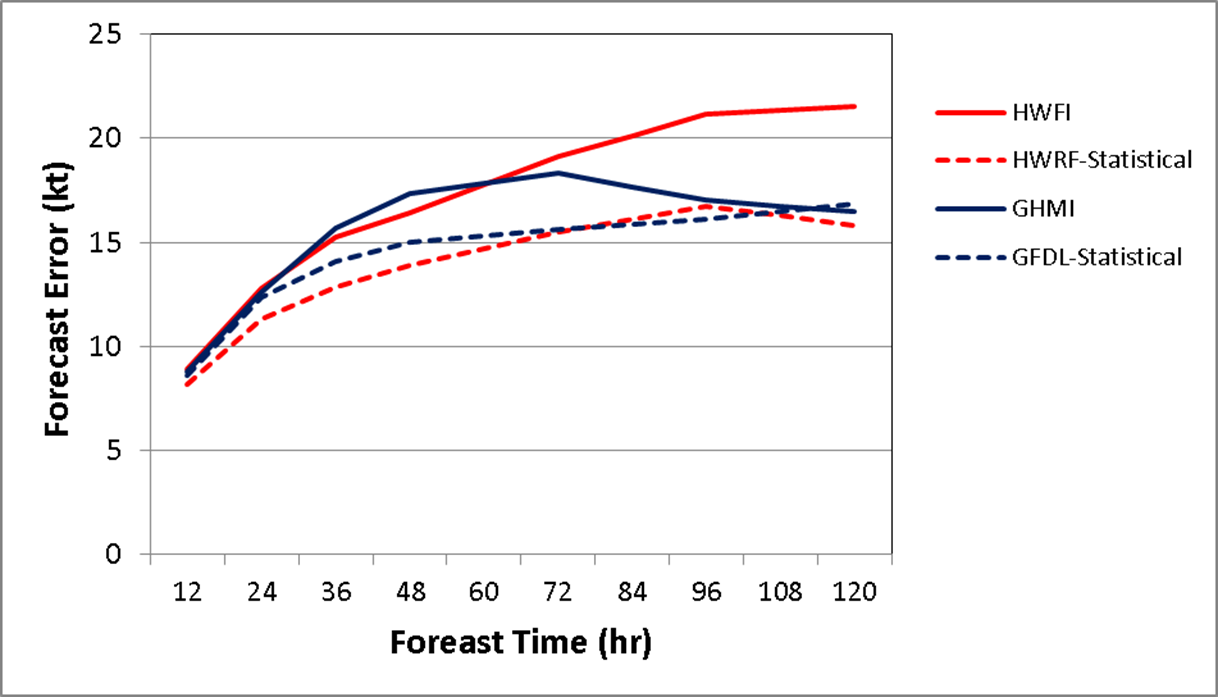 25
20
15
10
5
0
Forecast Error (kt)
12 24 36 48 60 72 84 96 108 120
Foreast Time (hr)
HWFI
HWRF-Statistical
GHMI
GFDL-Statistical